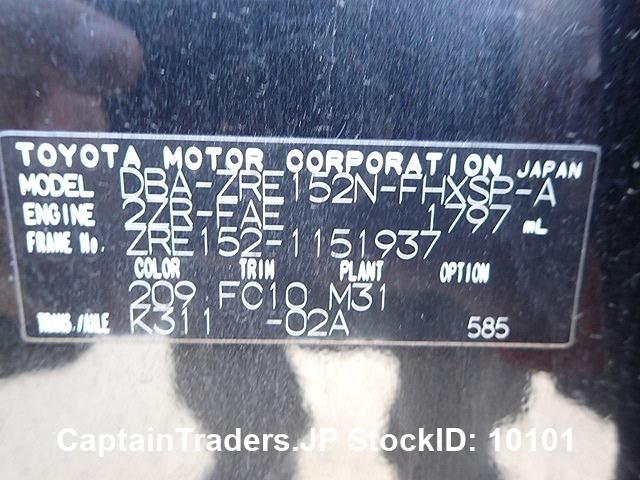 TOYOTA MOTOR CORPORATION JAPAN
MODEL DBA-ZRE152N-FHXSP-A
ENGINE 2ZR-FAE 1797 mL
FRAME No. ZRE152-1151937
COLOR TRIM PLANT OPTION
209 FC10 M31
TRANS./AXLE K311 -02A 585
CaptainTraders.JP StockID: 10101